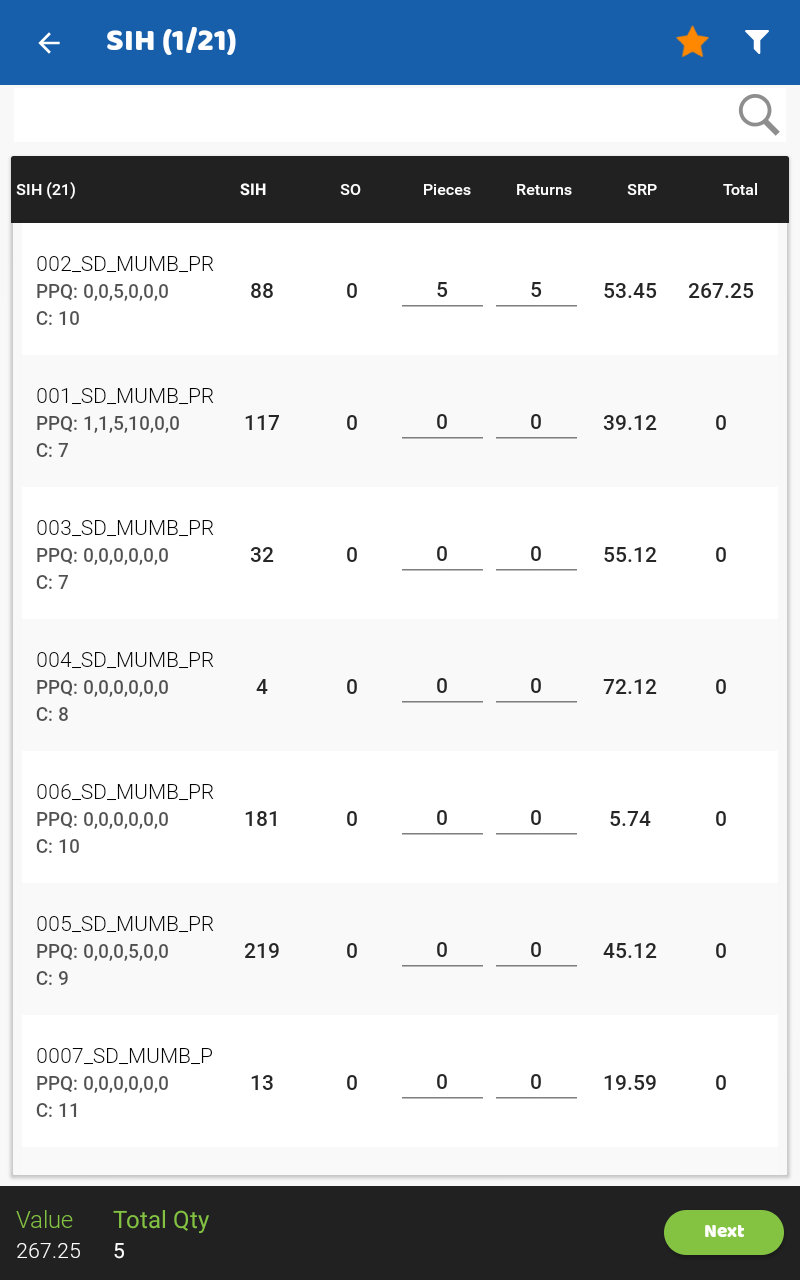 SIH (1/21)
SIH (21) SIH SO Pieces Returns SRP Total
002_SD_MUMB_PR
PPQ: 0,0,5,0,0,0 88 0 5 5 53.45 267.25
C: 10
001_SD_MUMB_PR
PPQ: 1,1,5,10,0,0 117 0 0 0 39.12 0
C: 7
003_SD_MUMB_PR
PPQ: 0,0,0,0,0,0 32 0 0 0 55.12 0
C: 7
004_SD_MUMB_PR
PPQ: 0,0,0,0,0,0 4 0 0 0 72.12 0
C: 8
006_SD_MUMB_PR
PPQ: 0,0,0,0,0,0 181 0 0 0 5.74 0
C: 10
005_SD_MUMB_PR
PPQ: 0,0,0,5,0,0 219 0 0 0 45.12 0
C: 9
0007_SD_MUMB_P
PPQ: 0,0,0,0,0,0 13 0 0 0 19.59 0
C: 11
Value Total Qty
267.25 5
Next